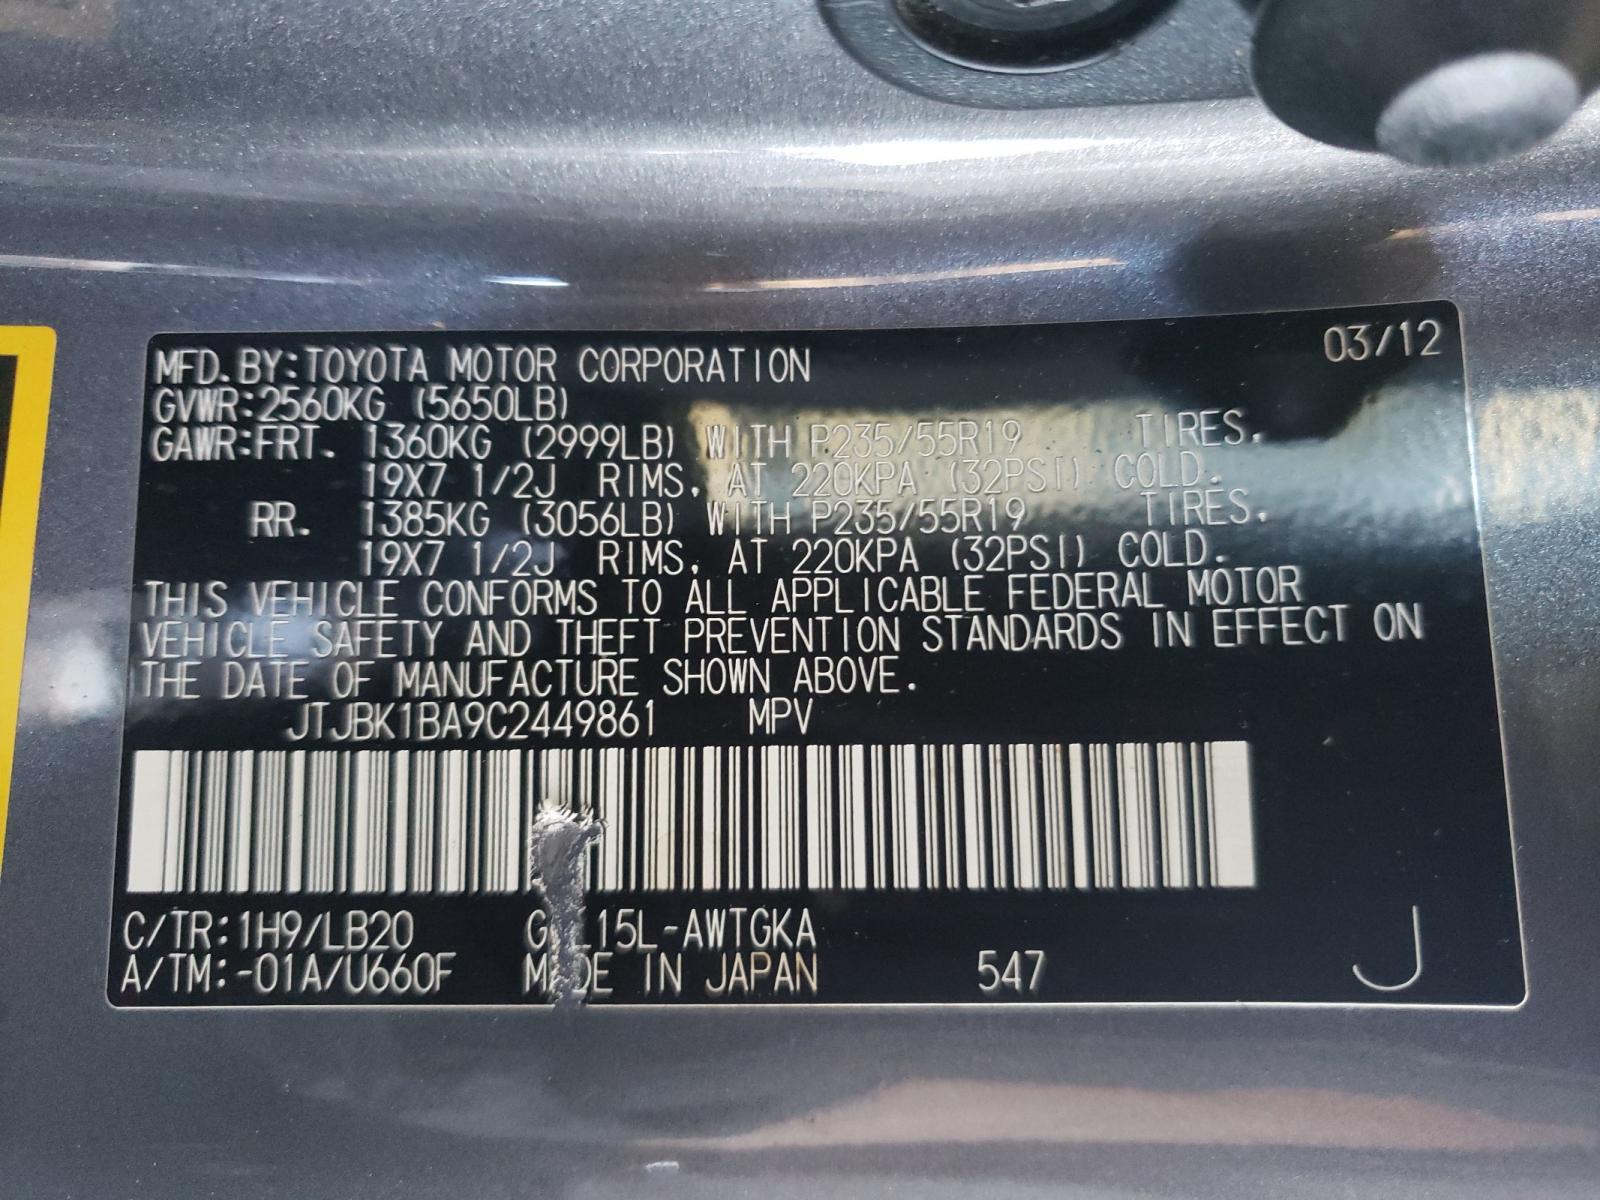 MFD. BY: TOYOTA MOTOR CORPORATION 03/12
GVWR: 2560KG (5650LB)
GAWR: FRT. 1360KG (2999LB) WITH P235/55R19 TIRES,
19X7 1/2J RIMS, AT 220KPA (32PSI) COLD.
RR. 1385KG (3056LB) WITH P235/55R19 TIRES,
19X7 1/2J RIMS, AT 220KPA (32PSI) COLD.
THIS VEHICLE CONFORMS TO ALL APPLICABLE FEDERAL MOTOR
VEHICLE SAFETY AND THEFT PREVENTION STANDARDS IN EFFECT ON
THE DATE OF MANUFACTURE SHOWN ABOVE.
JTJBK1BA9C2449861 MPV
C/TR: 1H9/LB20
A/TM: -01A/U660F MADE IN JAPAN 547 J